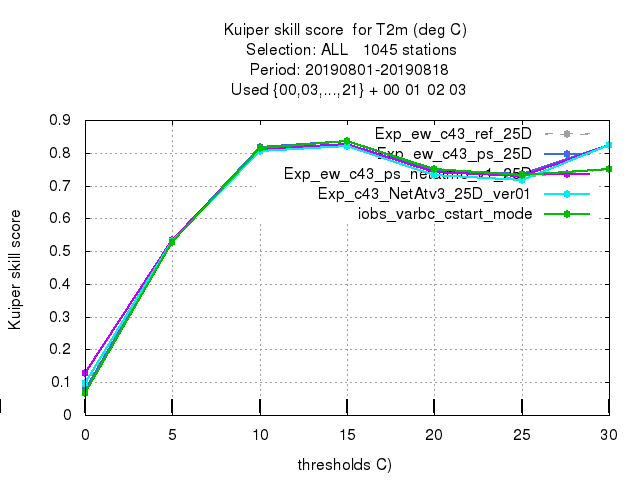 Kuiper skill score for T2m (deg C)
Selection: ALL 1045 stations
Period: 20190801-20190818
Used {00,03,...,21} + 00 01 02 03
Exp_ew_c43_ref_25D
Exp_ew_c43_ps_25D
Exp_c43_NetAtv3_25D_ver01
iobs_varbc_cstart_mode
Kuiper skill score
0.9
0.8
0.7
0.6
0.5
0.4
0.3
0.2
0.1
0
0 5 10 15 20 25 30
thresholds C)